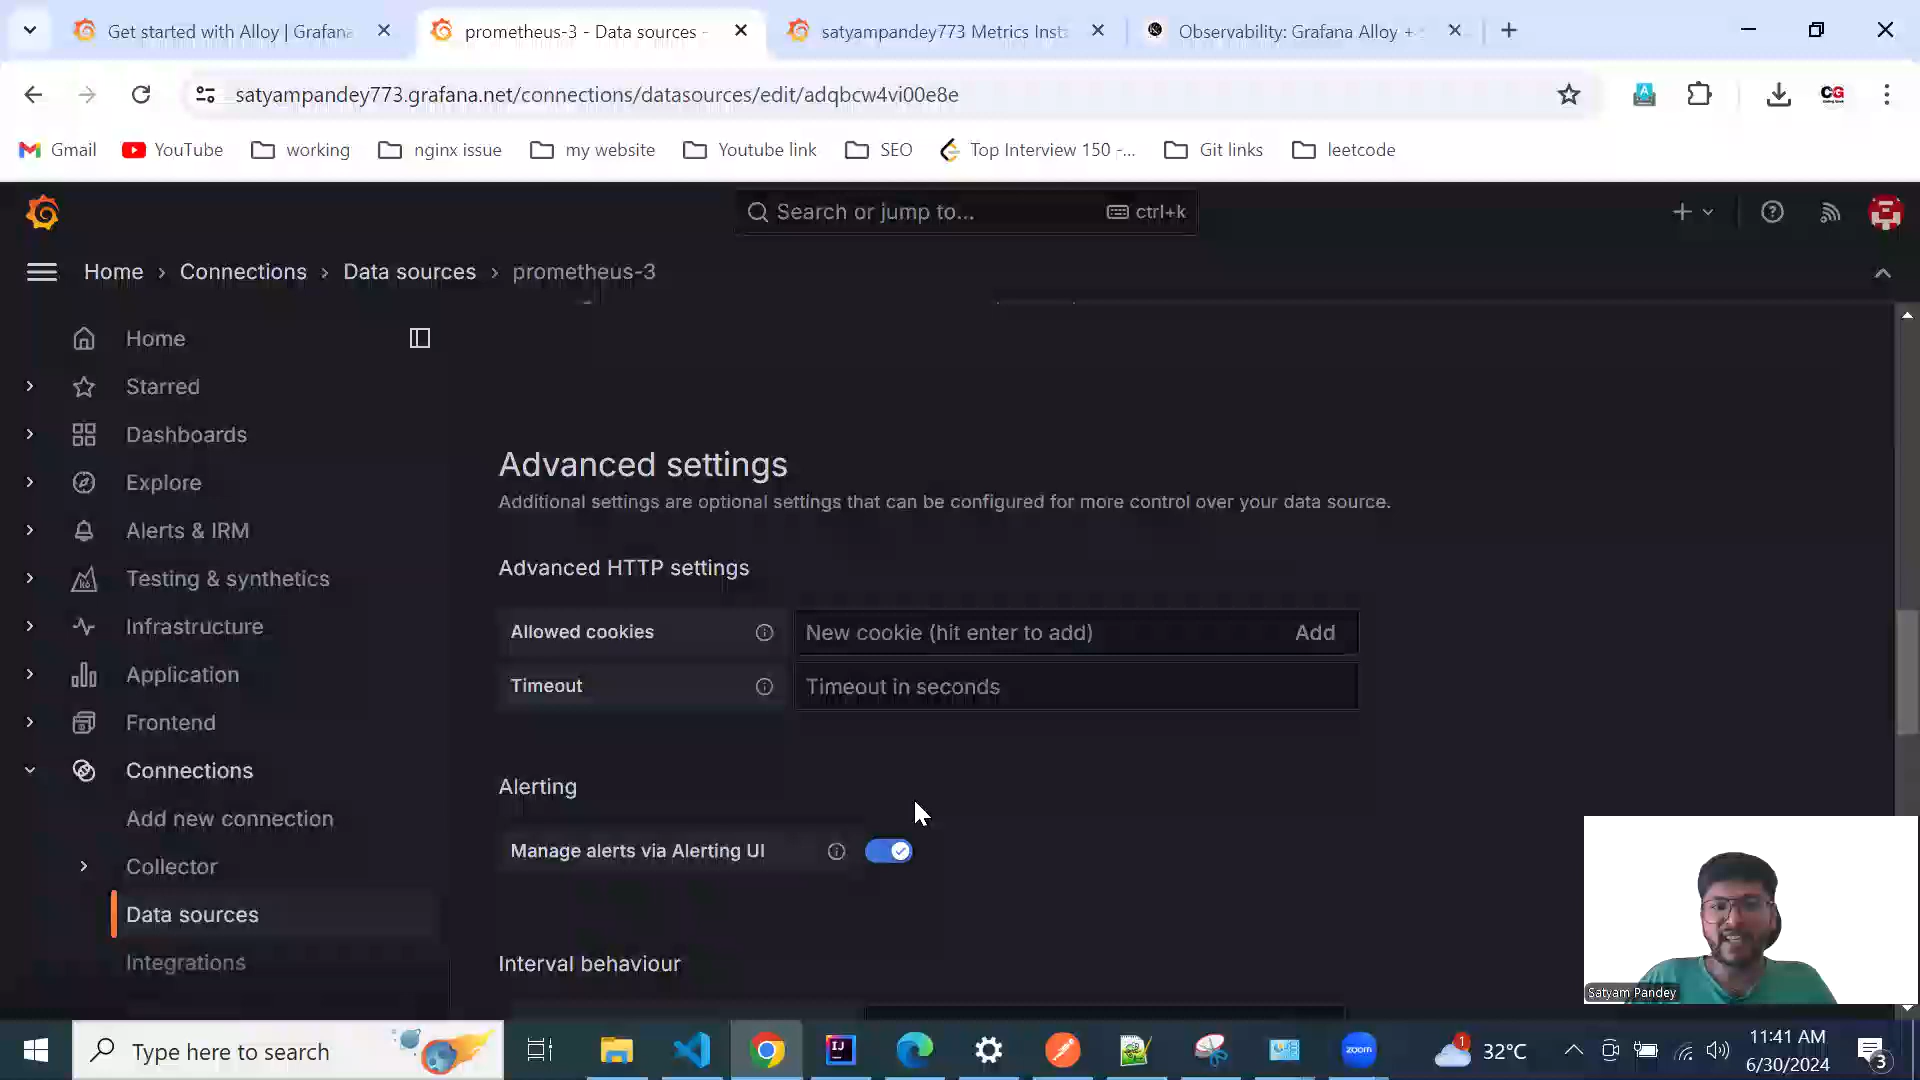 Get started with Alloy | Grafana
prometheus-3 - Data sources -
satyampandey773 Metrics Inst
Observability: Grafana Alloy +
satyampandey773.grafana.net/connections/datasources/edit/adqbcw4vi00e8e
Gmail
YouTube
working
nginx issue
my website
Youtube link
SEO
Top Interview 150 -...
Git links
leetcode
Search or jump to...
ctrl+k
Home › Connections › Data sources › prometheus-3
Home
Starred
Dashboards
Explore
Alerts & IRM
Testing & synthetics
Infrastructure
Application
Frontend
Connections
Add new connection
Collector
Data sources
Integrations
Advanced settings
Additional settings are optional settings that can be configured for more control over your data source.
Advanced HTTP settings
Allowed cookies
New cookie (hit enter to add)
Add
Timeout
Timeout in seconds
Alerting
Manage alerts via Alerting UI
Interval behaviour
Satyam Pandey
Type here to search
zoom
1
32°C
11:41 AM
6/30/2024
3